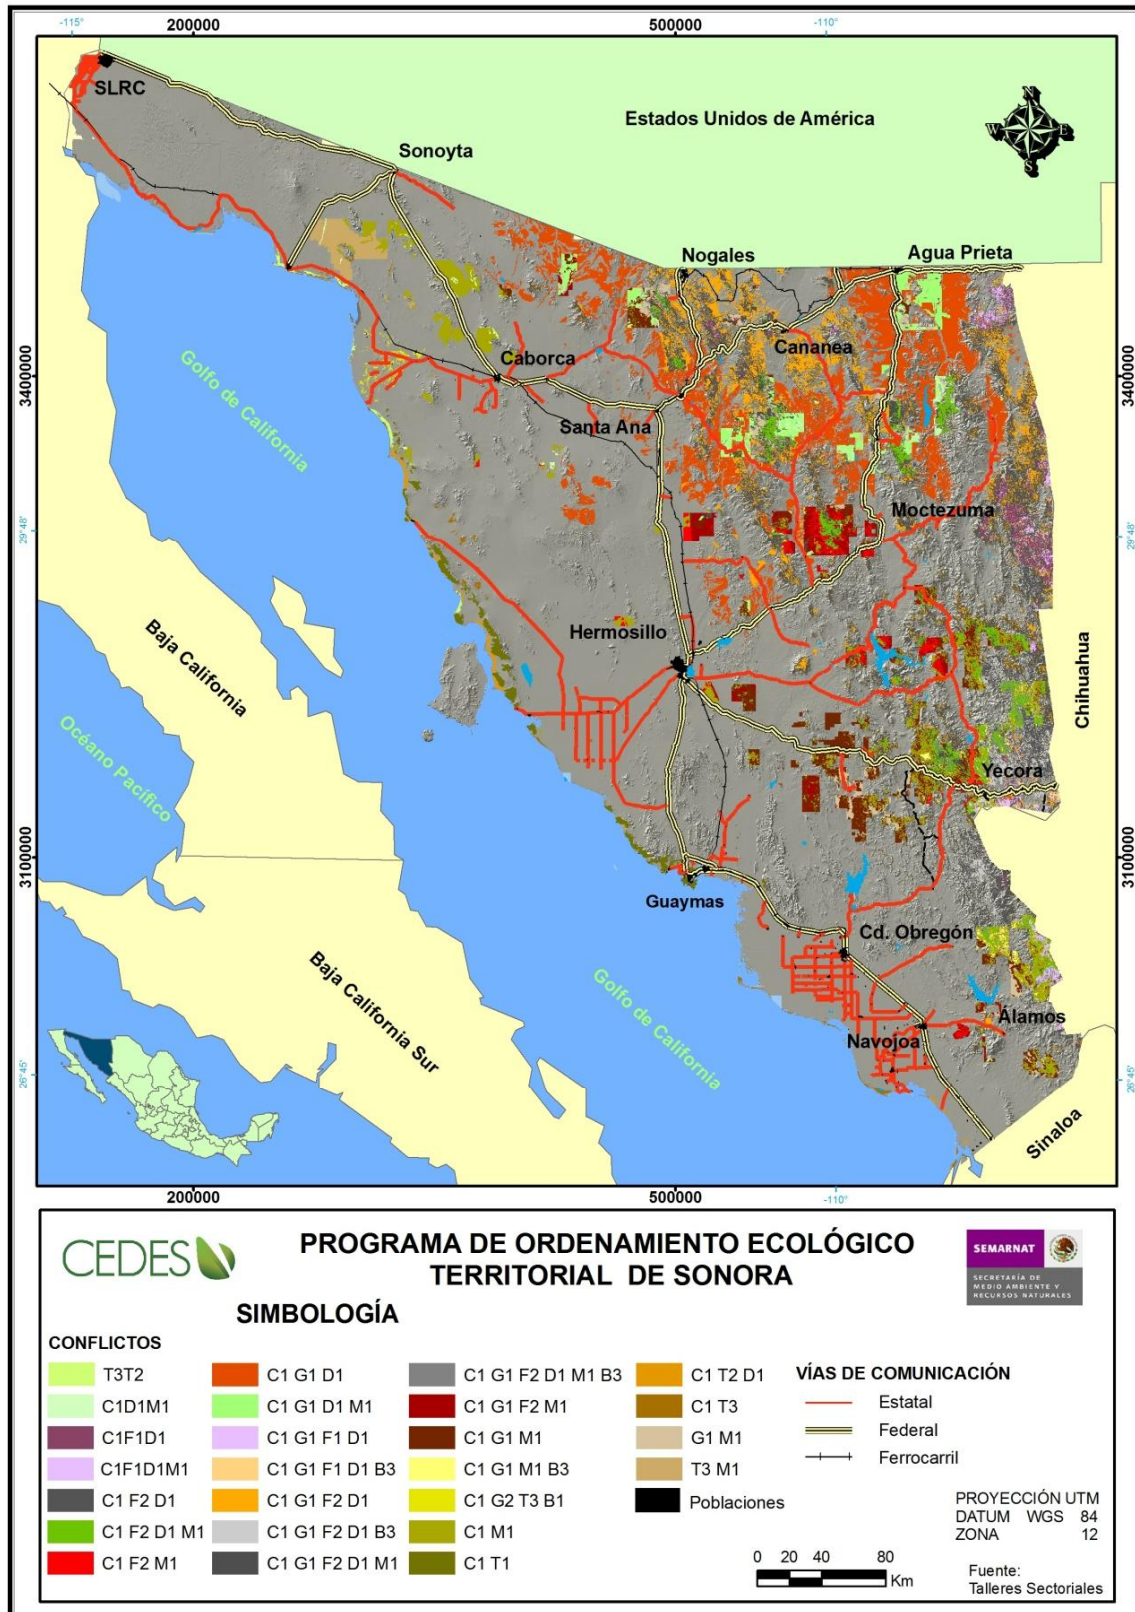 -115°
200000
500000
-110°
SLRC
Estados Unidos de América
N
W E
S
Sonoyta
Nogales
Agua Prieta
Golfo de California
Caborca
Cananea
3400000
3400000
Santa Ana
29°48'
29°48'
Moctezuma
Baja California
Hermosillo
Chihuahua
Océano Pacífico
Yecora
3100000
3100000
Guaymas
Cd. Obregón
Baja California Sur
Golfo de California
Álamos
Navojoa
26°45'
26°45'
Sinaloa
200000
500000
-110°
CEDES
PROGRAMA DE ORDENAMIENTO ECOLÓGICO
TERRITORIAL DE SONORA
SEMARNAT
SECRETARÍA DE
MEDIO AMBIENTE Y
RECURSOS NATURALES
SIMBOLOGÍA
CONFLICTOS
T3T2
C1D1M1
C1F1D1
C1F1D1M1
C1 F2 D1
C1 F2 D1 M1
C1 F2 M1
C1 G1 D1
C1 G1 D1 M1
C1 G1 F1 D1
C1 G1 F1 D1 B3
C1 G1 F2 D1
C1 G1 F2 D1 B3
C1 G1 F2 D1 M1
C1 G1 F2 D1 M1 B3
C1 G1 F2 M1
C1 G1 M1
C1 G1 M1 B3
C1 G2 T3 B1
C1 M1
C1 T1
C1 T2 D1
C1 T3
G1 M1
T3 M1
Poblaciones
VÍAS DE COMUNICACIÓN
Estatal
Federal
Ferrocarril
PROYECCIÓN UTM
DATUM WGS 84
ZONA 12
0 20 40 80
Km
Fuente:
Talleres Sectoriales